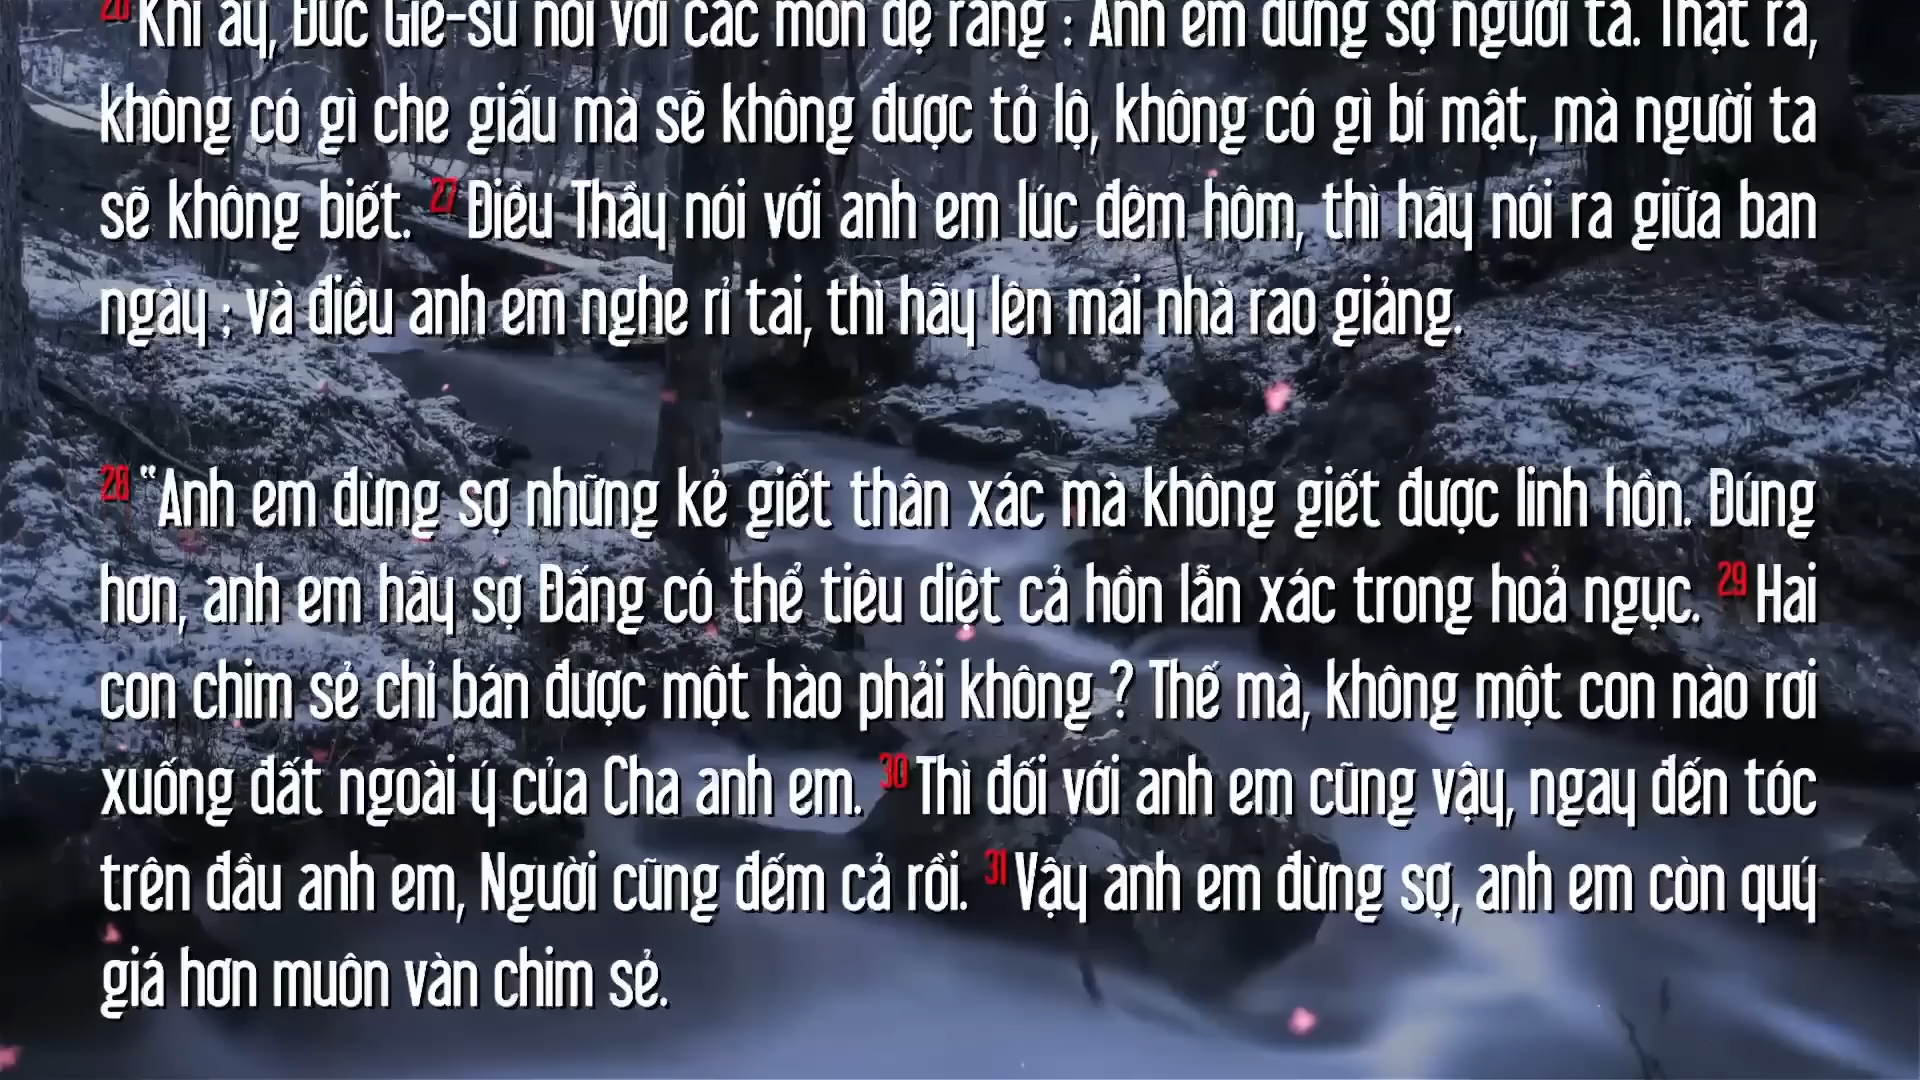 26 Khi ấy, Đức Giê-su nói với các môn đệ rằng : Anh em đừng sợ người ta. Thật ra,
không có gì che giấu mà sẽ không được tỏ lộ, không có gì bí mật, mà người ta
sẽ không biết. 27 Điều Thầy nói với anh em lúc đêm hôm, thì hãy nói ra giữa ban
ngày ; và điều anh em nghe rỉ tai, thì hãy lên mái nhà rao giảng.
28 “Anh em đừng sợ những kẻ giết thân xác mà không giết được linh hồn. Đúng
hơn, anh em hãy sợ Đấng có thể tiêu diệt cả hồn lẫn xác trong hoả ngục. 29 Hai
con chim sẻ chỉ bán được một hào phải không ? Thế mà, không một con nào rơi
xuống đất ngoài ý của Cha anh em. 30 Thì đối với anh em cũng vậy, ngay đến tóc
trên đầu anh em, Người cũng đếm cả rồi. 31 Vậy anh em đừng sợ, anh em còn quý
giá hơn muôn vàn chim sẻ.